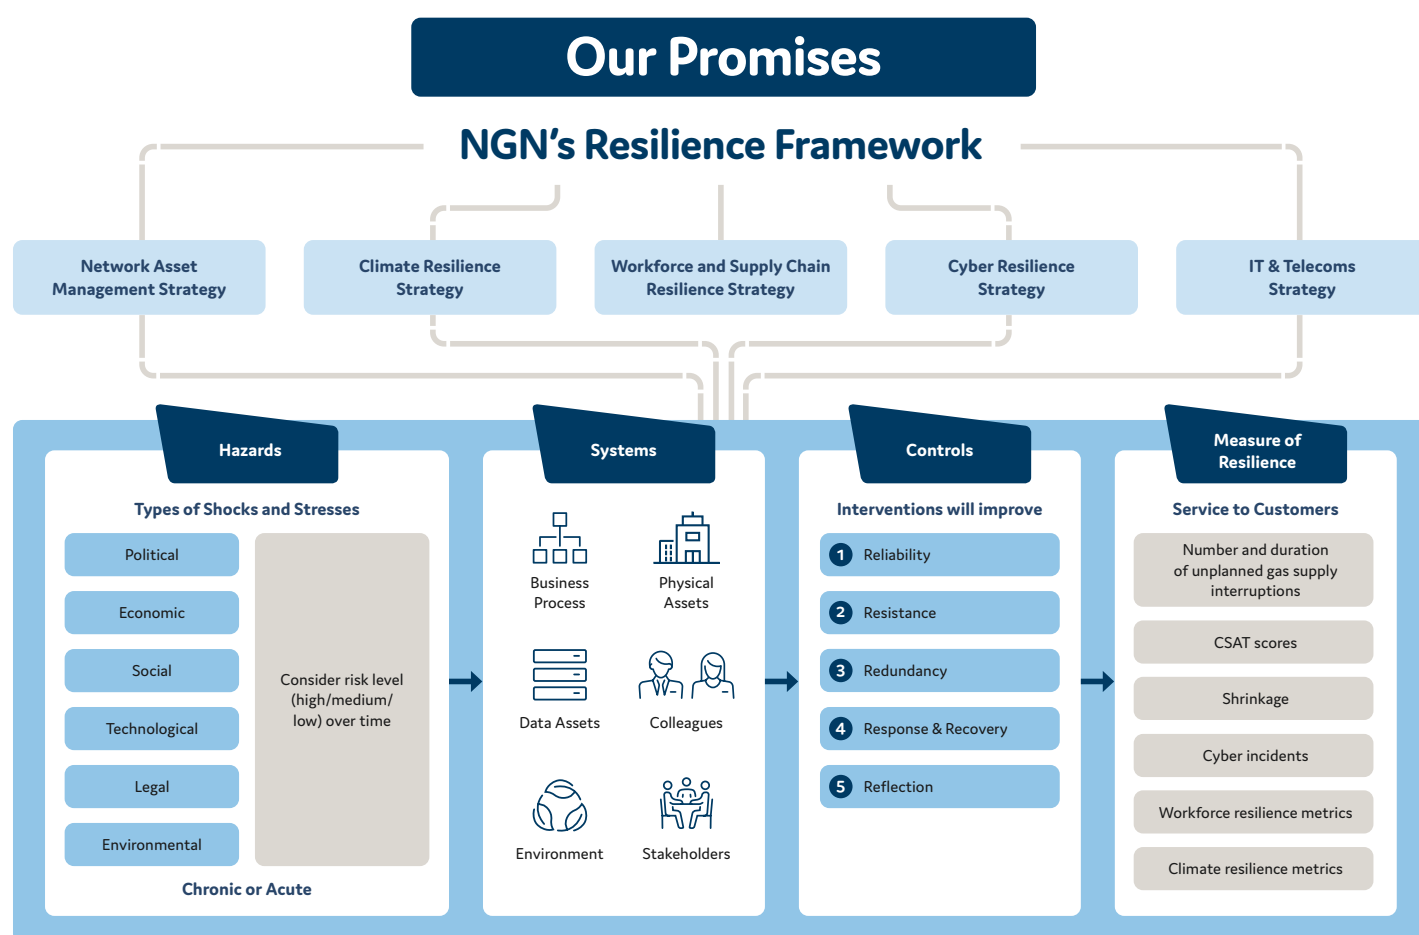 Our Promises
NGN's Resilience Framework
Network Asset
Management Strategy
Climate Resilience
Strategy
Workforce and Supply Chain
Resilience Strategy
Cyber Resilience
Strategy
IT & Telecoms
Strategy
Hazards
Types of Shocks and Stresses
Political
Economic
Social
Technological
Legal
Environmental
Consider risk level
(high/medium/
low) over time
Chronic or Acute
Systems
Business
Process
Physical
Assets
Data Assets
Colleagues
Environment
Stakeholders
Controls
Interventions will improve
1 Reliability
2 Resistance
3 Redundancy
4 Response & Recovery
5 Reflection
Measure of
Resilience
Service to Customers
Number and duration
of unplanned gas supply
interruptions
CSAT scores
Shrinkage
Cyber incidents
Workforce resilience metrics
Climate resilience metrics